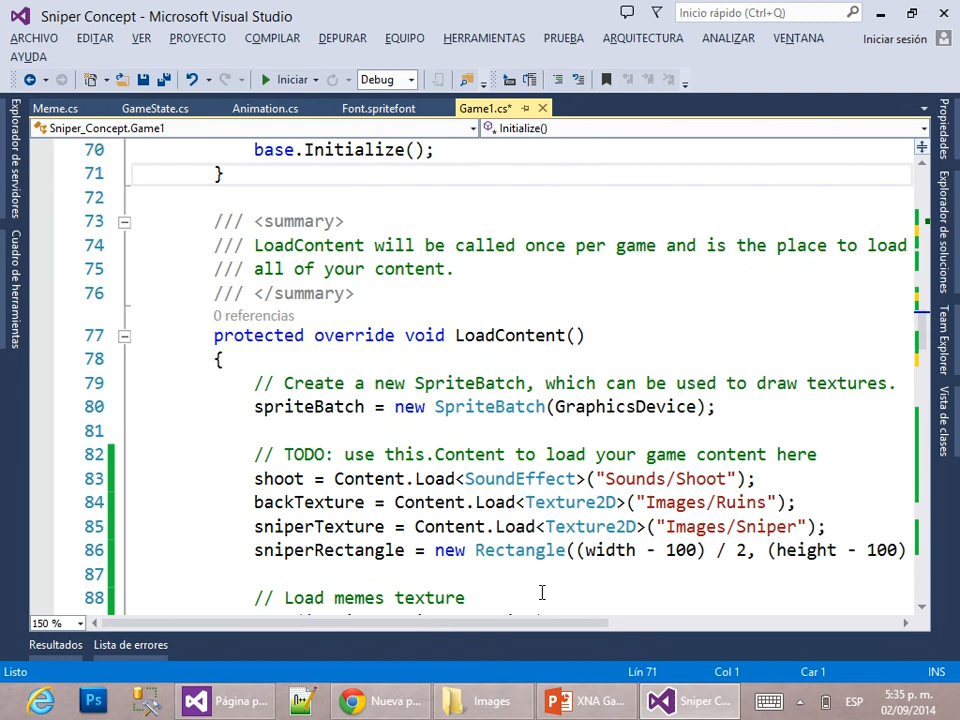 Sniper Concept - Microsoft Visual Studio
Inicio rápido (Ctrl+Q)
ARCHIVO EDITAR VER PROYECTO COMPILAR DEPURAR EQUIPO HERRAMIENTAS PRUEBA ARQUITECTURA ANALIZAR VENTANA Iniciar sesión
AYUDA
Iniciar Debug
Meme.cs GameState.cs Animation.cs Font.spritefont Game1.cs*
Sniper_Concept.Game1 Initialize()
Explorador de servidores
Cuadro de herramientas
70 base.Initialize();
71 }
72
73 /// <summary>
74 /// LoadContent will be called once per game and is the place to load
75 /// all of your content.
76 /// </summary>
0 referencias
77 protected override void LoadContent()
78 {
79 // Create a new SpriteBatch, which can be used to draw textures.
80 spriteBatch = new SpriteBatch(GraphicsDevice);
81
82 // TODO: use this.Content to load your game content here
83 shoot = Content.Load<SoundEffect>("Sounds/Shoot");
84 backTexture = Content.Load<Texture2D>("Images/Ruins");
85 sniperTexture = Content.Load<Texture2D>("Images/Sniper");
86 sniperRectangle = new Rectangle((width - 100) / 2, (height - 100)
87
88 // Load memes texture
Propiedades
Explorador de soluciones
Team Explorer
Vista de clases
150 %
Resultados Lista de errores
Listo Lín 71 Col 1 Car 1 INS
Ps Página p... Nueva p... Images XNA Ga... Sniper C... ESP 5:35 p. m.
02/09/2014